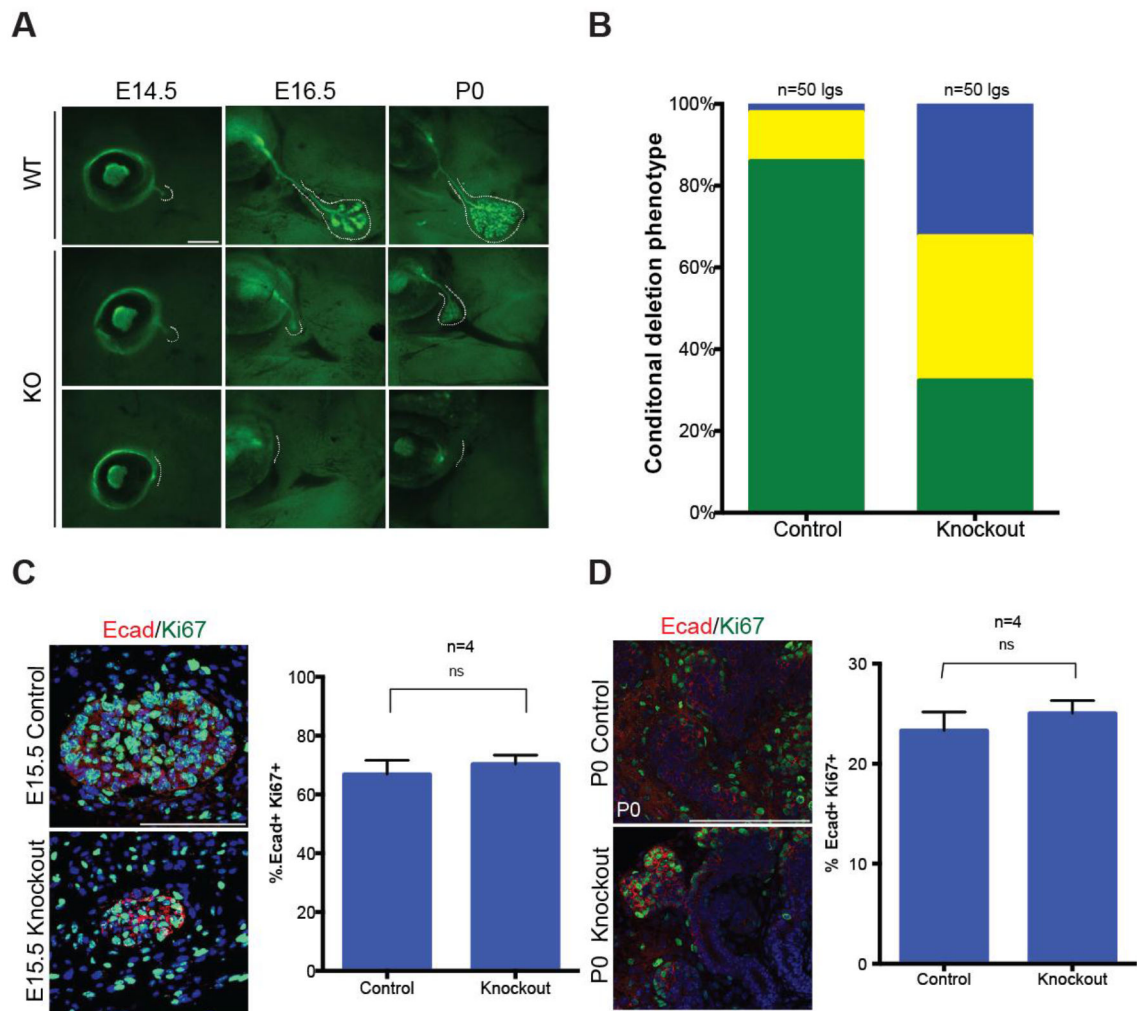 A
E14.5 E16.5 P0
WT
KO
B
n=50 lgs n=50 lgs
Conditonal deletion phenotype
100%
80%
60%
40%
20%
0%
Control Knockout
C
Ecad/Ki67
E15.5 Control
E15.5 Knockout
n=4
ns
%.Ecad+ Ki67+
100
80
60
40
20
0
Control Knockout
D
Ecad/Ki67
P0 Control
P0
P0 Knockout
n=4
ns
% Ecad+ Ki67+
30
20
10
0
Control Knockout